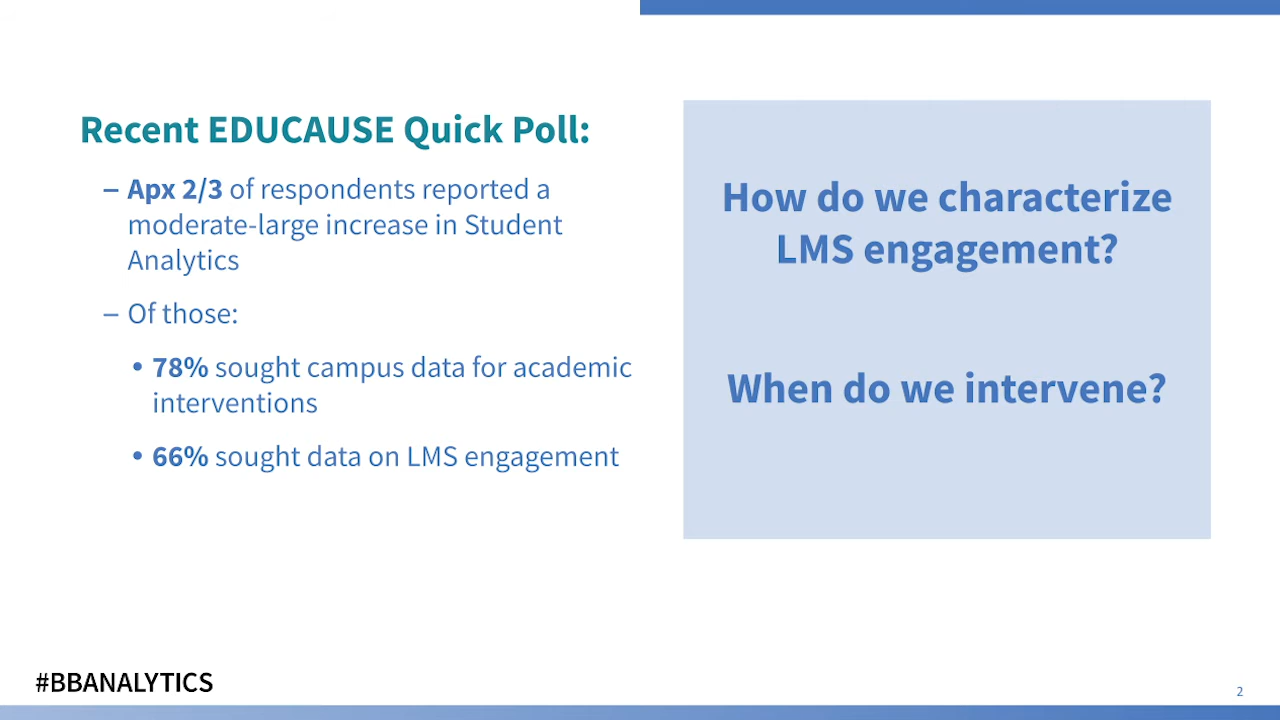 Recent EDUCAUSE Quick Poll:
– Apx 2/3 of respondents reported a
moderate-large increase in Student
Analytics
– Of those:
• 78% sought campus data for academic
interventions
• 66% sought data on LMS engagement
How do we characterize
LMS engagement?
When do we intervene?
#BBANALYTICS
2